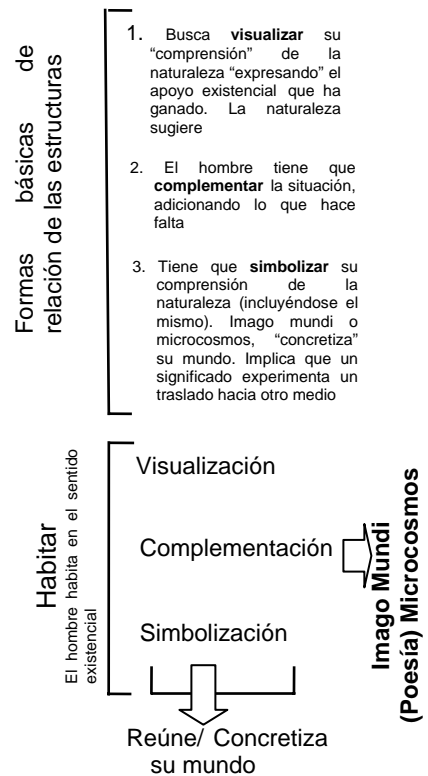 Formas básicas de
relación de las estructuras
1. Busca visualizar su
“comprensión” de la
naturaleza “expresando” el
apoyo existencial que ha
ganado. La naturaleza
sugiere
2. El hombre tiene que
complementar la situación,
adicionando lo que hace
falta
3. Tiene que simbolizar su
comprensión de la
naturaleza (incluyéndose el
mismo). Imago mundi o
microcosmos, “concretiza”
su mundo. Implica que un
significado experimenta un
traslado hacia otro medio
Habitar
El hombre habita en el sentido
existencial
Visualización
Complementación
Simbolización
Imago Mundi
(Poesía) Microcosmos
Reúne/ Concretiza
su mundo